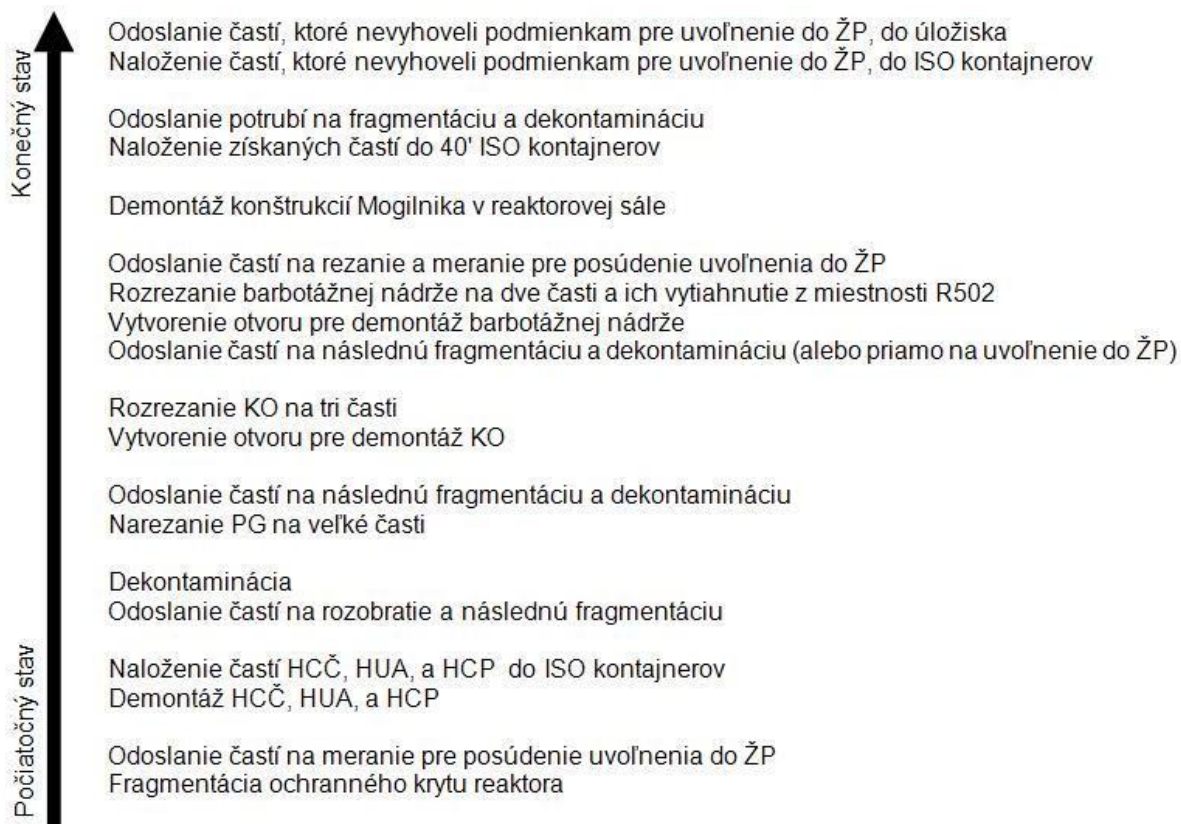 Odoslanie častí, ktoré nevyhoveli podmienkam pre uvoľnenie do ŽP, do úložiska
Naloženie častí, ktoré nevyhoveli podmienkam pre uvoľnenie do ŽP, do ISO kontajnerov
Odoslanie potrubí na fragmentáciu a dekontamináciu
Naloženie získaných častí do 40' ISO kontajnerov
Demontáž konštrukcií Mogilnika v reaktorovej sále
Odoslanie častí na rezanie a meranie pre posúdenie uvoľnenia do ŽP
Rozrezanie barbotážnej nádrže na dve časti a ich vytiahnutie z miestnosti R502
Vytvorenie otvoru pre demontáž barbotážnej nádrže
Odoslanie častí na následnú fragmentáciu a dekontamináciu (alebo priamo na uvoľnenie do ŽP)
Rozrezanie KO na tri časti
Vytvorenie otvoru pre demontáž KO
Odoslanie častí na následnú fragmentáciu a dekontamináciu
Narezanie PG na veľké časti
Dekontaminácia
Odoslanie častí na rozobratie a následnú fragmentáciu
Naloženie častí HCČ, HUA, a HCP do ISO kontajnerov
Demontáž HCČ, HUA, a HCP
Odoslanie častí na meranie pre posúdenie uvoľnenia do ŽP
Fragmentácia ochranného krytu reaktora
Konečný stav
Počiatočný stav